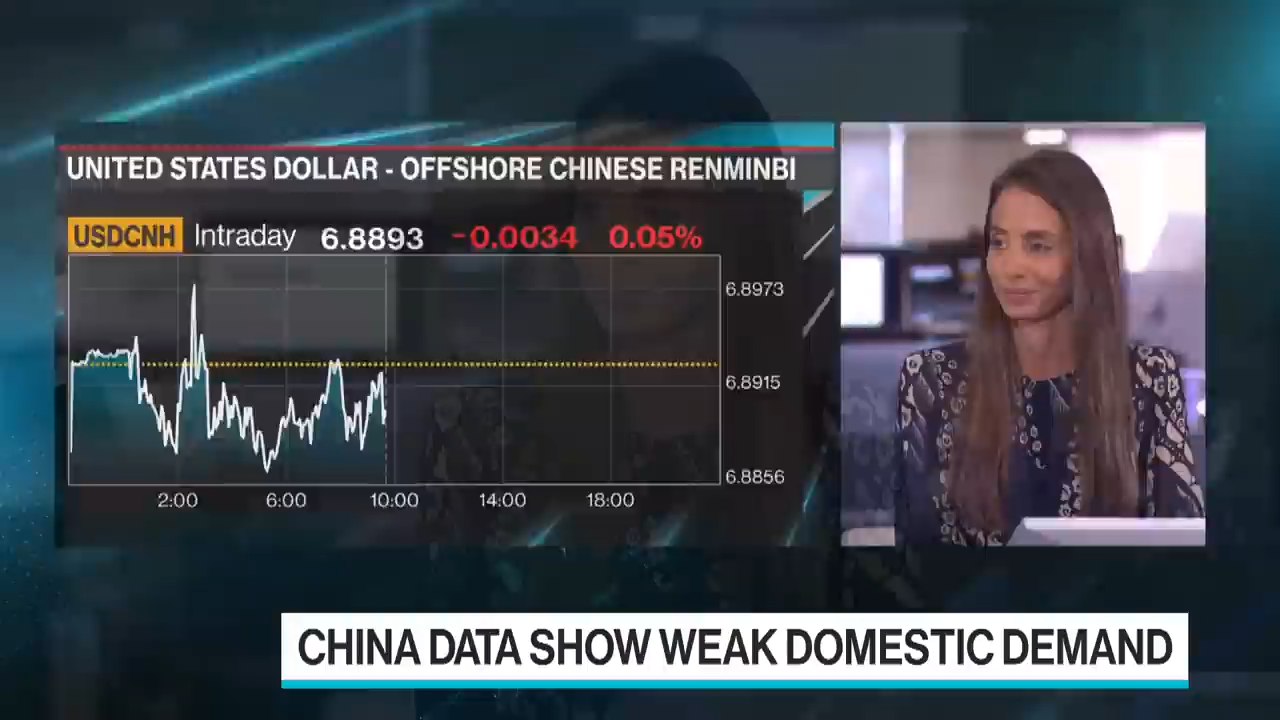 UNITED STATES DOLLAR - OFFSHORE CHINESE RENMINBI
USDCNH Intraday 6.8893 -0.0034 0.05%
6.8973
6.8915
6.8856
2:00 6:00 10:00 14:00 18:00
CHINA DATA SHOW WEAK DOMESTIC DEMAND